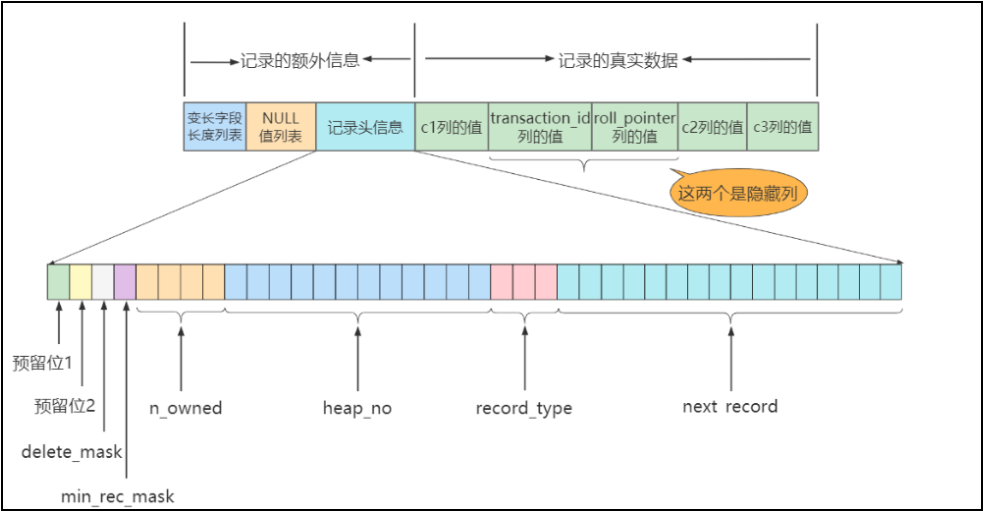 记录的额外信息
记录的真实数据
变长字段
长度列表
NULL
值列表
记录头信息
c1列的值
transaction_id
列的值
roll_pointer
列的值
c2列的值
c3列的值
这两个是隐藏列
预留位1
预留位2
delete_mask
min_rec_mask
n_owned
heap_no
record_type
next record